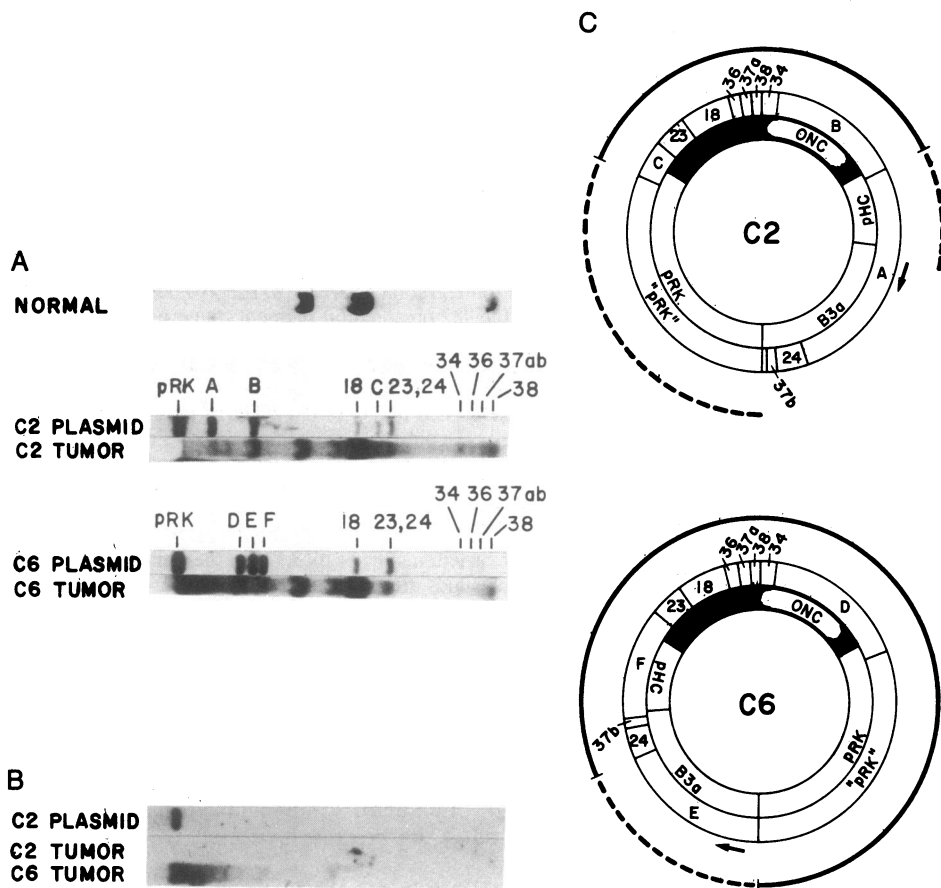 A
NORMAL
34 36 37ab
pRK A B 18 C 23,24 38
C2 PLASMID
C2 TUMOR
34 36 37ab
pRK D E F 18 23,24 38
C6 PLASMID
C6 TUMOR
B
C2 PLASMID
C2 TUMOR
C6 TUMOR
C
36 37a 38 34
18
23
C
B
ONC
pHC
A
B3a
24
37b
pRK
"pRK"
C2
36 37a 38 34
18
23
F
D
ONC
pHC
37b
24
B3a
E
pRK
"pRK"
C6